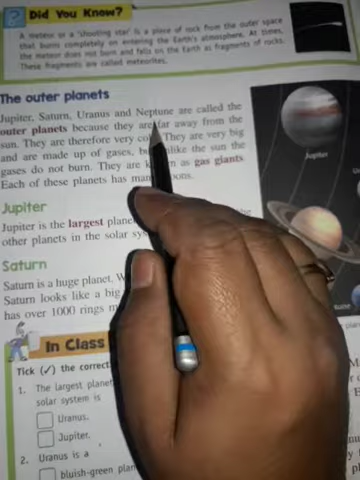 Did You Know?
A meteor or a 'shooting star' is a piece of rock from the outer space
that burns completely on entering the Earth's atmosphere. At times,
the meteor does not burn and falls on the Earth as fragments of rocks.
These fragments are called meteorites.
The outer planets
Jupiter, Saturn, Uranus and Neptune are called the
outer planets because they are far away from the
sun. They are therefore very They are very big
and are made up of gases, unlike the sun the
gases do not burn. They are as gas giants
Each of these planets has
Jupiter
Jupiter
Jupiter is the largest
other planets in the solar
Saturn
Saturn is a huge planet.
Saturn looks like a big
has over 1000 rings
In Class
Tick (✓) the correct
1. The largest planet
solar system is
Uranus.
Jupiter.
2. Uranus is a
bluish-green